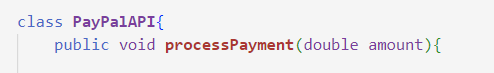 class PayPalAPI{
    public void processPayment(double amount){